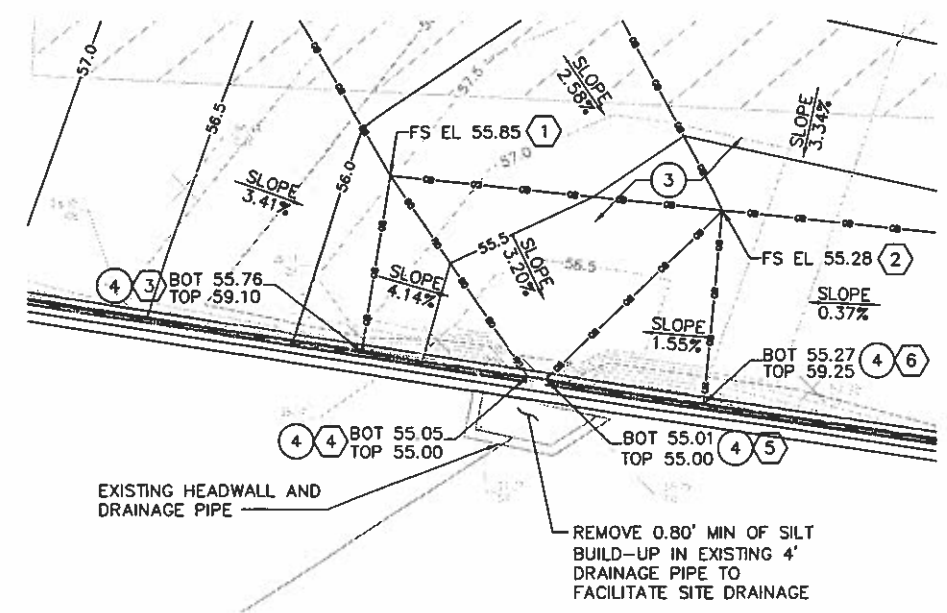 57.0
56.5
56.0
SLOPE
3.41%
57.5
57.0
SLOPE
2.58%
SLOPE
3.34%
FS EL 55.85 1
3
55.5
SLOPE
3.20%
56.5
SLOPE
4.14%
FS EL 55.28 2
SLOPE
0.37%
SLOPE
1.55%
4 3 BOT 55.76
TOP 59.10
BOT 55.27 4 6
TOP 59.25
4 4 BOT 55.05
TOP 55.00
BOT 55.01 4 5
TOP 55.00
EXISTING HEADWALL AND
DRAINAGE PIPE
REMOVE 0.80' MIN OF SILT
BUILD-UP IN EXISTING 4'
DRAINAGE PIPE TO
FACILITATE SITE DRAINAGE